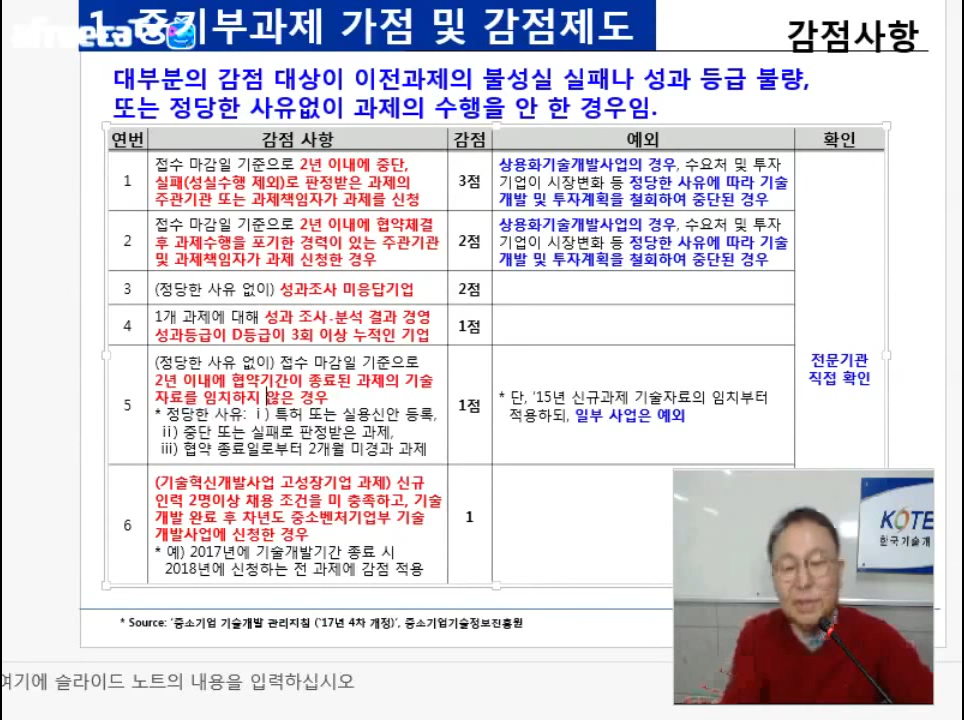 afreecaTV
1. 중기부과제 가점 및 감점제도
감점사항
대부분의 감점 대상이 이전과제의 불성실 실패나 성과 등급 불량,
또는 정당한 사유없이 과제의 수행을 안 한 경우임.
연번 감점 사항 감점 예외 확인
1
접수 마감일 기준으로 2년 이내에 중단,
실패(성실수행 제외)로 판정받은 과제의
주관기관 또는 과제책임자가 과제를 신청
3점
상용화기술개발사업의 경우, 수요처 및 투자
기업이 시장변화 등 정당한 사유에 따라 기술
개발 및 투자계획을 철회하여 중단된 경우
2
접수 마감일 기준으로 2년 이내에 협약체결
후 과제수행을 포기한 경력이 있는 주관기관
및 과제책임자가 과제 신청한 경우
2점
상용화기술개발사업의 경우, 수요처 및 투자
기업이 시장변화 등 정당한 사유에 따라 기술
개발 및 투자계획을 철회하여 중단된 경우
3 (정당한 사유 없이) 성과조사 미응답기업 2점
4
1개 과제에 대해 성과 조사·분석 결과 경영
성과등급이 D등급이 3회 이상 누적인 기업
1점
5
(정당한 사유 없이) 접수 마감일 기준으로
2년 이내에 협약기간이 종료된 과제의 기술
자료를 임치하지 않은 경우
* 정당한 사유: ⅰ) 특허 또는 실용신안 등록,
ⅱ) 중단 또는 실패로 판정받은 과제,
ⅲ) 협약 종료일로부터 2개월 미경과 과제
1점
* 단, '15년 신규과제 기술자료의 임치부터
적용하되, 일부 사업은 예외
전문기관
직접 확인
6
(기술혁신개발사업 고성장기업 과제) 신규
인력 2명이상 채용 조건을 미 충족하고, 기술
개발 완료 후 차년도 중소벤처기업부 기술
개발사업에 신청한 경우
* 예) 2017년에 기술개발기간 종료 시
2018년에 신청하는 전 과제에 감점 적용
1
KOTE
한국기술개
* Source: '중소기업 기술개발 관리지침 ('17년 4차 개정)', 중소기업기술정보진흥원
여기에 슬라이드 노트의 내용을 입력하십시오